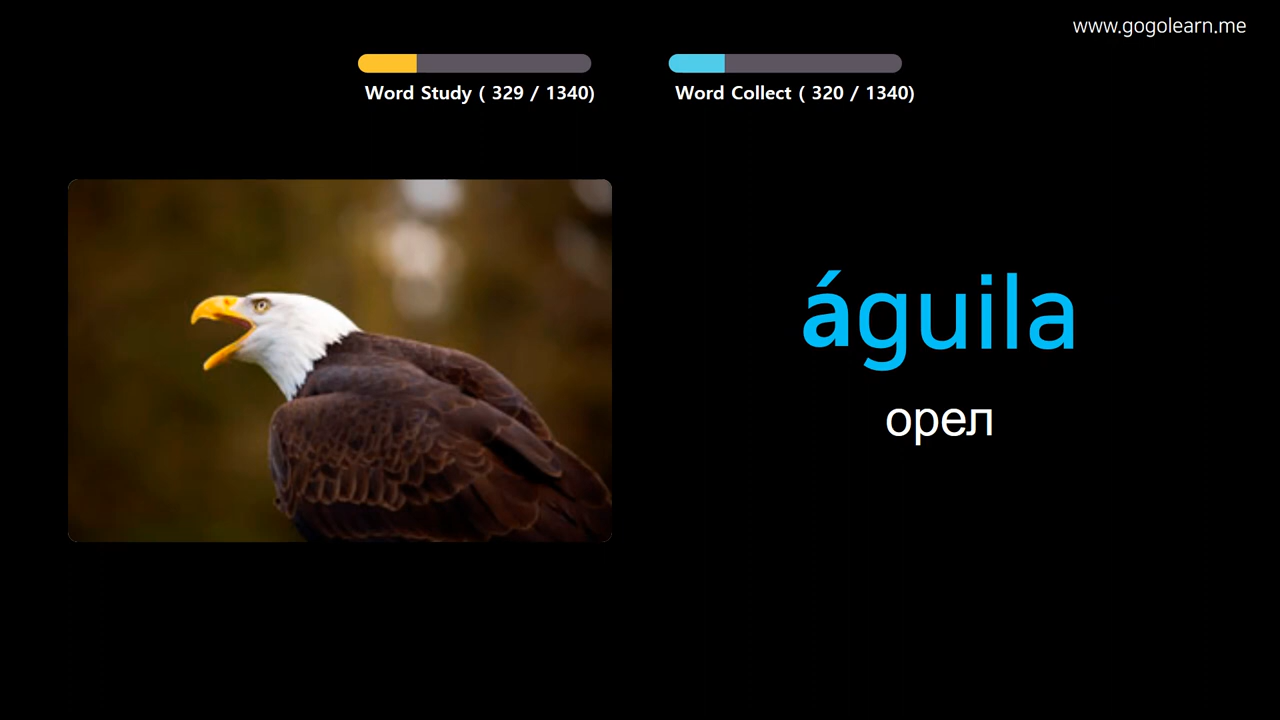 www.gogolearn.me
Word Study ( 329 / 1340)
Word Collect ( 320 / 1340)
águila
орел